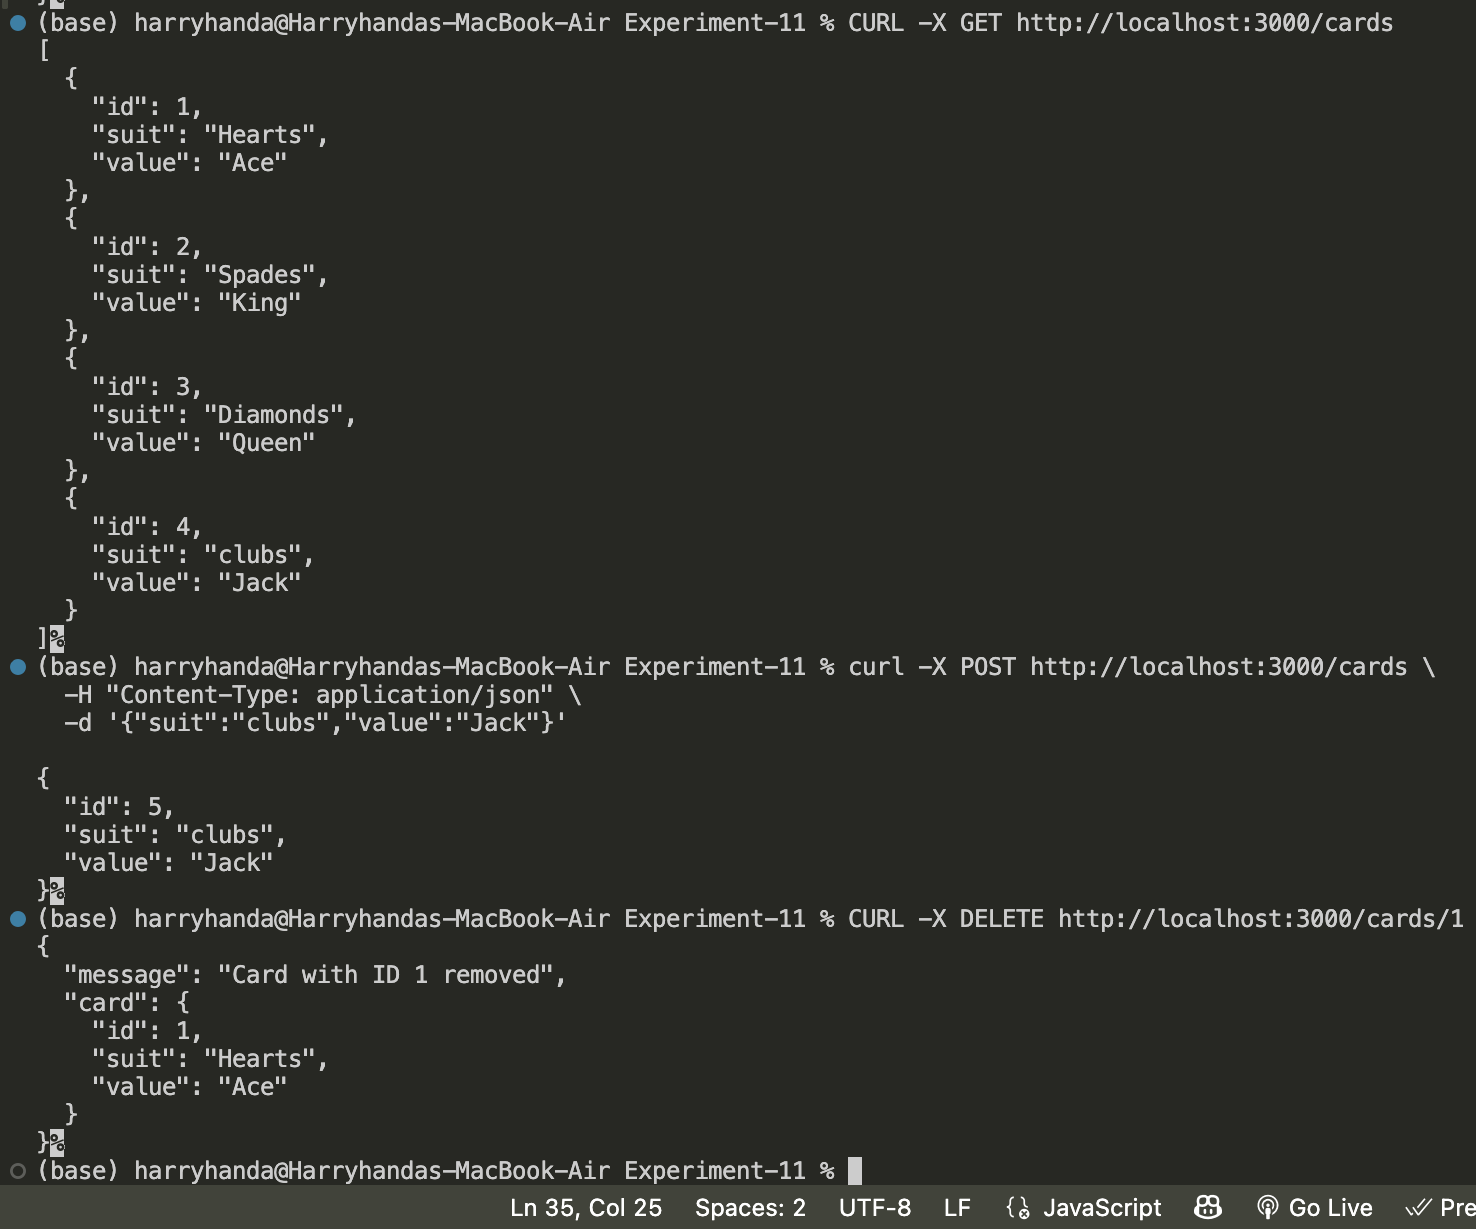 (base) harryhanda@Harryhandas-MacBook-Air Experiment-11 % CURL -X GET http://localhost:3000/cards
[
  {
    "id": 1,
    "suit": "Hearts",
    "value": "Ace"
  },
  {
    "id": 2,
    "suit": "Spades",
    "value": "King"
  },
  {
    "id": 3,
    "suit": "Diamonds",
    "value": "Queen"
  },
  {
    "id": 4,
    "suit": "clubs",
    "value": "Jack"
  }
]%
(base) harryhanda@Harryhandas-MacBook-Air Experiment-11 % curl -X POST http://localhost:3000/cards \
  -H "Content-Type: application/json" \
  -d '{"suit":"clubs","value":"Jack"}'

{
  "id": 5,
  "suit": "clubs",
  "value": "Jack"
}%
(base) harryhanda@Harryhandas-MacBook-Air Experiment-11 % CURL -X DELETE http://localhost:3000/cards/1
{
  "message": "Card with ID 1 removed",
  "card": {
    "id": 1,
    "suit": "Hearts",
    "value": "Ace"
  }
}%
(base) harryhanda@Harryhandas-MacBook-Air Experiment-11 %
Ln 35, Col 25 Spaces: 2 UTF-8 LF JavaScript Go Live Pre